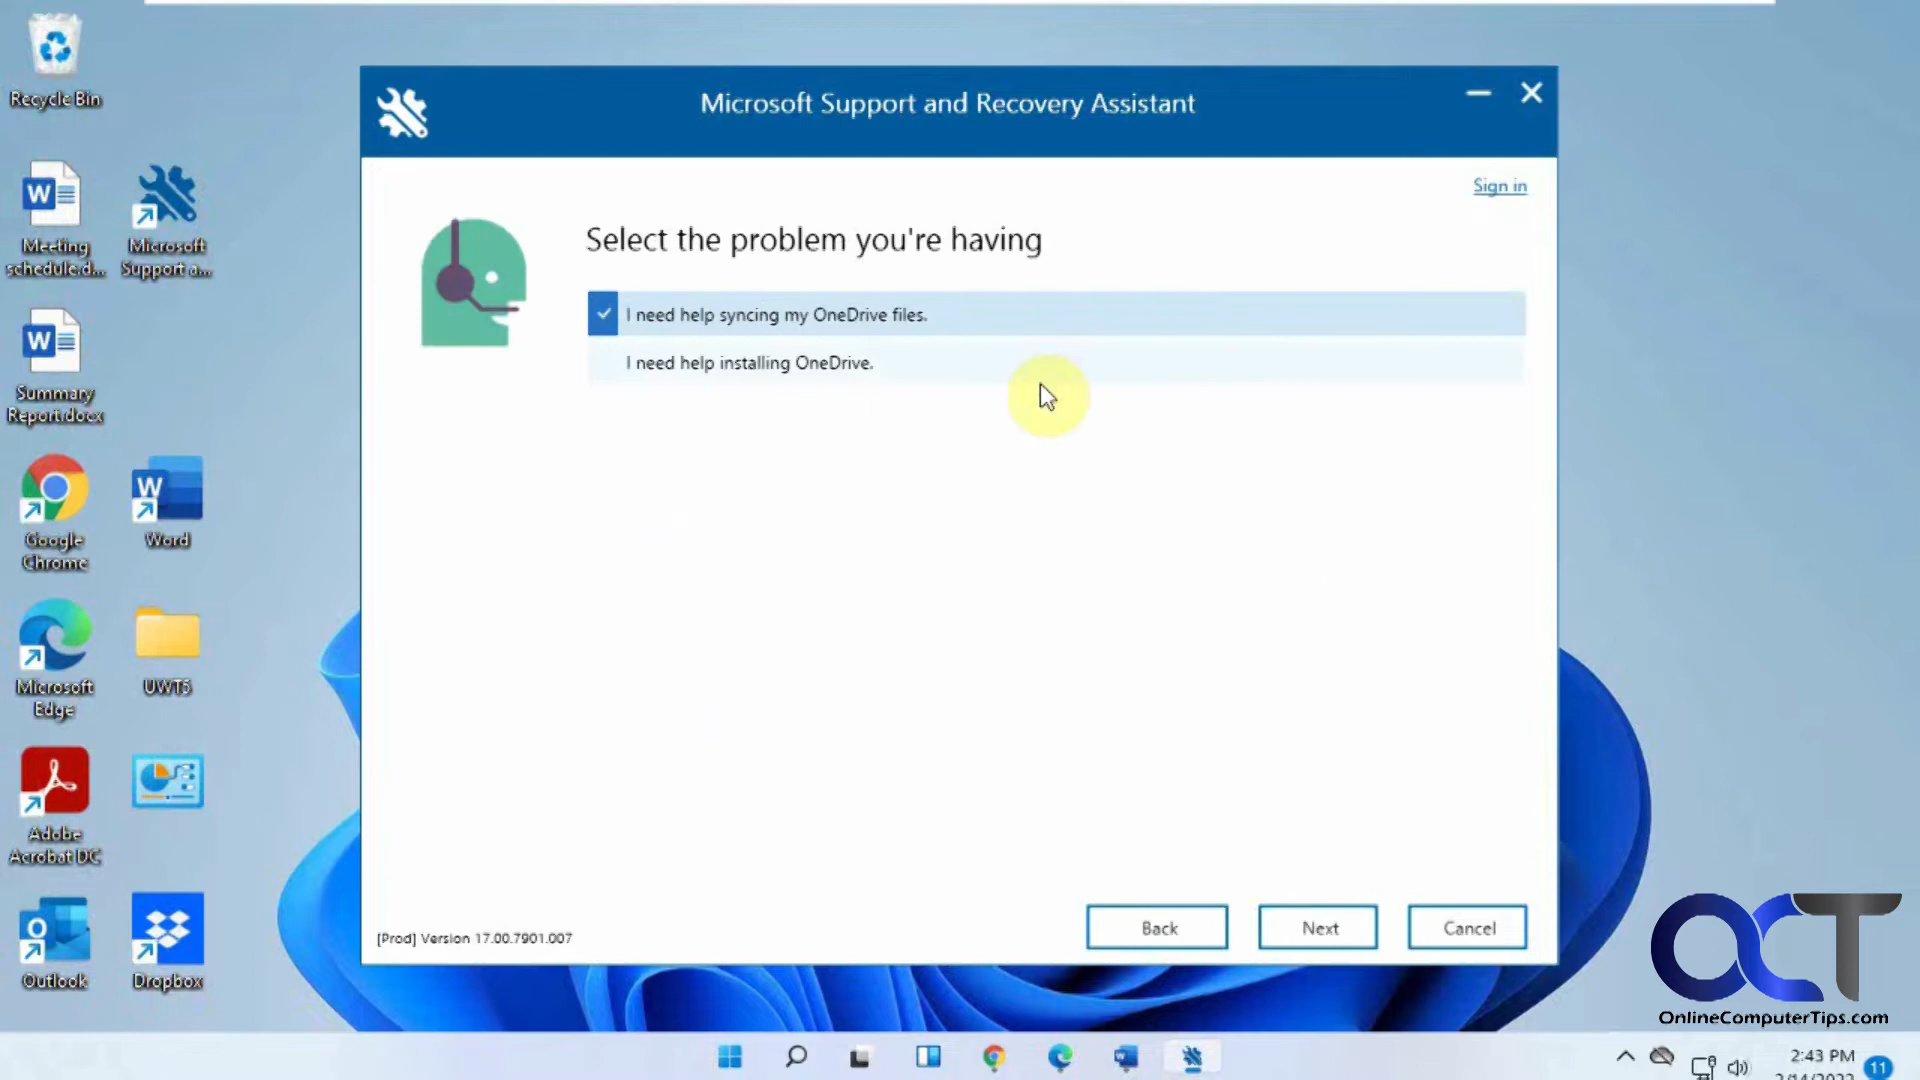 Recycle Bin
Meeting
schedule.d...
Microsoft
Support a...
Summary
Report.docx
Google
Chrome
Word
Microsoft
Edge
UWT5
Adobe
Acrobat DC
Outlook
Dropbox
Microsoft Support and Recovery Assistant
Sign in
Select the problem you're having
I need help syncing my OneDrive files.
I need help installing OneDrive.
[Prod] Version 17.00.7901.007
Back
Next
Cancel
OCT
OnlineComputerTips.com
2:43 PM
11